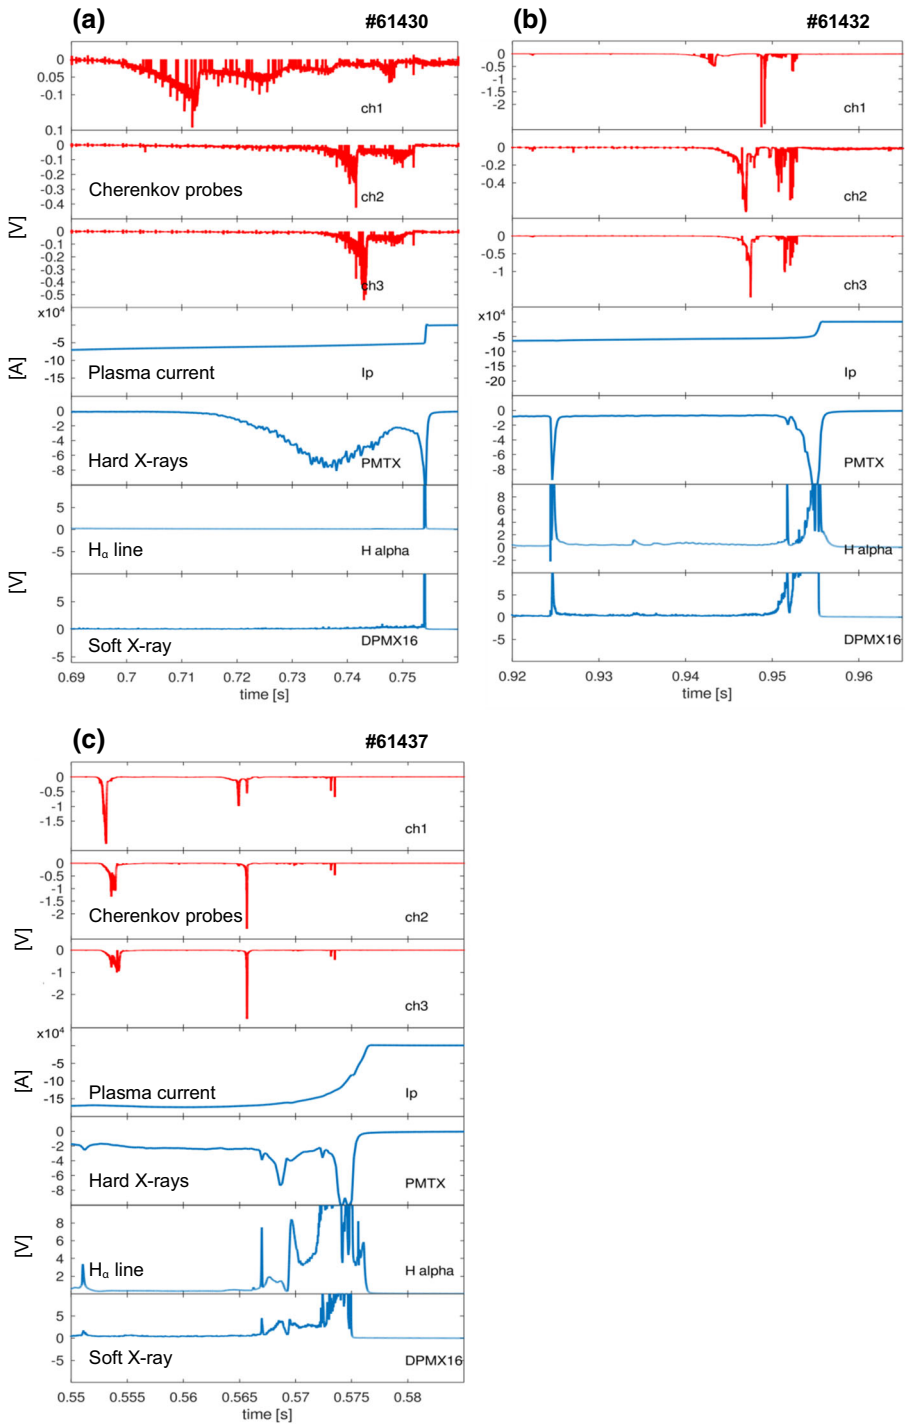 (a) #61430
0
0.05
-0.1
0.1
ch1
0
-0.1
-0.2
-0.3
-0.4
Cherenkov probes
ch2
[V]
0
-0.1
-0.2
-0.3
-0.4
-0.5
ch3
x10⁴
-5
-10
-15
[A]
Plasma current
Ip
0
-2
-4
-6
-8
Hard X-rays
PMTX
5
0
-5
Hα line
H alpha
[V]
5
0
-5
Soft X-ray
DPMX16
0.69 0.7 0.71 0.72 0.73 0.74 0.75
time [s]
(b) #61432
0
-0.5
-1
-1.5
-2
ch1
0
-0.2
-0.4
ch2
0
-1
ch3
x10⁴
0
-5
-10
-15
-20
Ip
0
-2
-4
-6
-8
PMTX
8
6
4
2
0
-2
H alpha
5
0
-5
DPMX16
0.92 0.93 0.94 0.95 0.96
time [s]
(c) #61437
0
-0.5
-1
-1.5
ch1
0
-0.5
-1
-1.5
-2
Cherenkov probes
ch2
[V]
0
-1
-2
ch3
x10⁴
-5
-10
-15
[A]
Plasma current
Ip
0
-2
-4
-6
-8
Hard X-rays
PMTX
8
6
4
2
[V]
Hα line
H alpha
5
0
-5
Soft X-ray
DPMX16
0.55 0.555 0.56 0.565 0.57 0.575 0.58
time [s]